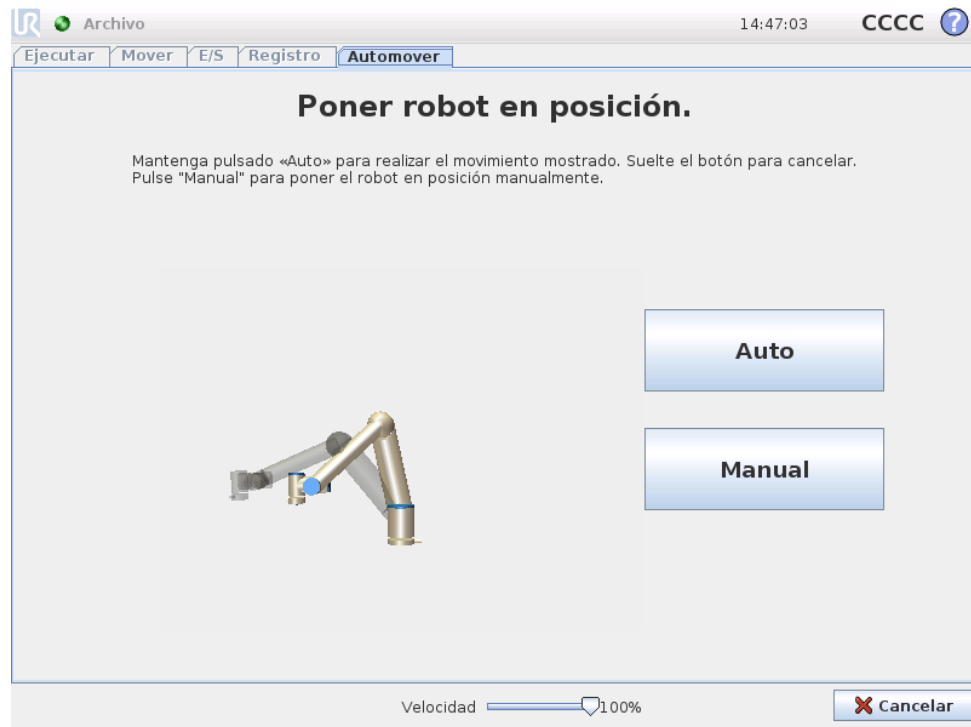 UR Archivo 14:47:03 CCCC ?
Ejecutar Mover E/S Registro Automover
Poner robot en posición.
Mantenga pulsado «Auto» para realizar el movimiento mostrado. Suelte el botón para cancelar.
Pulse "Manual" para poner el robot en posición manualmente.
Auto
Manual
Velocidad 100% Cancelar